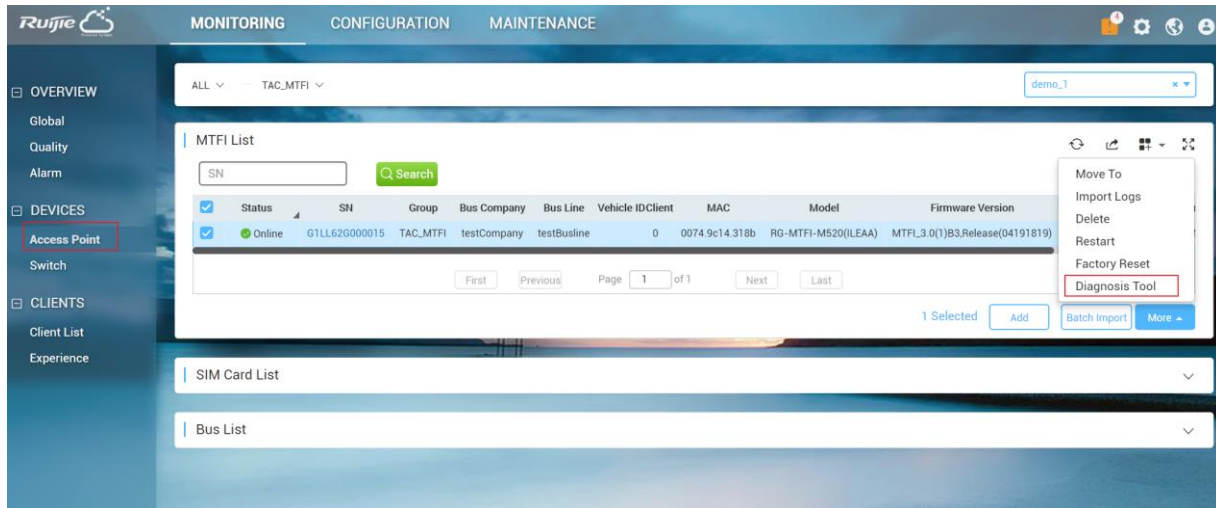 Ruijie MONITORING CONFIGURATION MAINTENANCE 4
OVERVIEW
Global
Quality
Alarm
DEVICES
Access Point
Switch
CLIENTS
Client List
Experience
ALL TAC_MTFI demo_1
MTFI List
SN Search
Status SN Group Bus Company Bus Line Vehicle IDClient MAC Model Firmware Version
Online G1LL62G000015 TAC_MTFI testCompany testBusline 0 0074.9c14.318b RG-MTFI-M520(ILEAA) MTFI_3.0(1)B3,Release(04191819)
First Previous Page 1 of 1 Next Last
Move To
Import Logs
Delete
Restart
Factory Reset
Diagnosis Tool
1 Selected Add Batch Import More
SIM Card List
Bus List